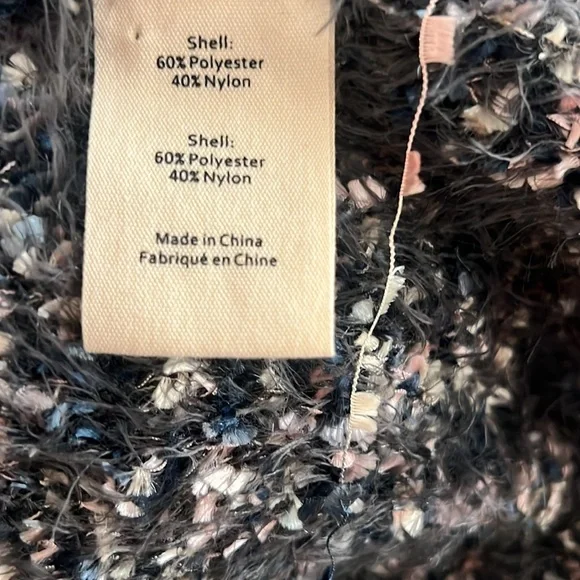 Shell:
60% Polyester
40% Nylon
Shell:
60% Polyester
40% Nylon
Made in China
Fabriqué en Chine